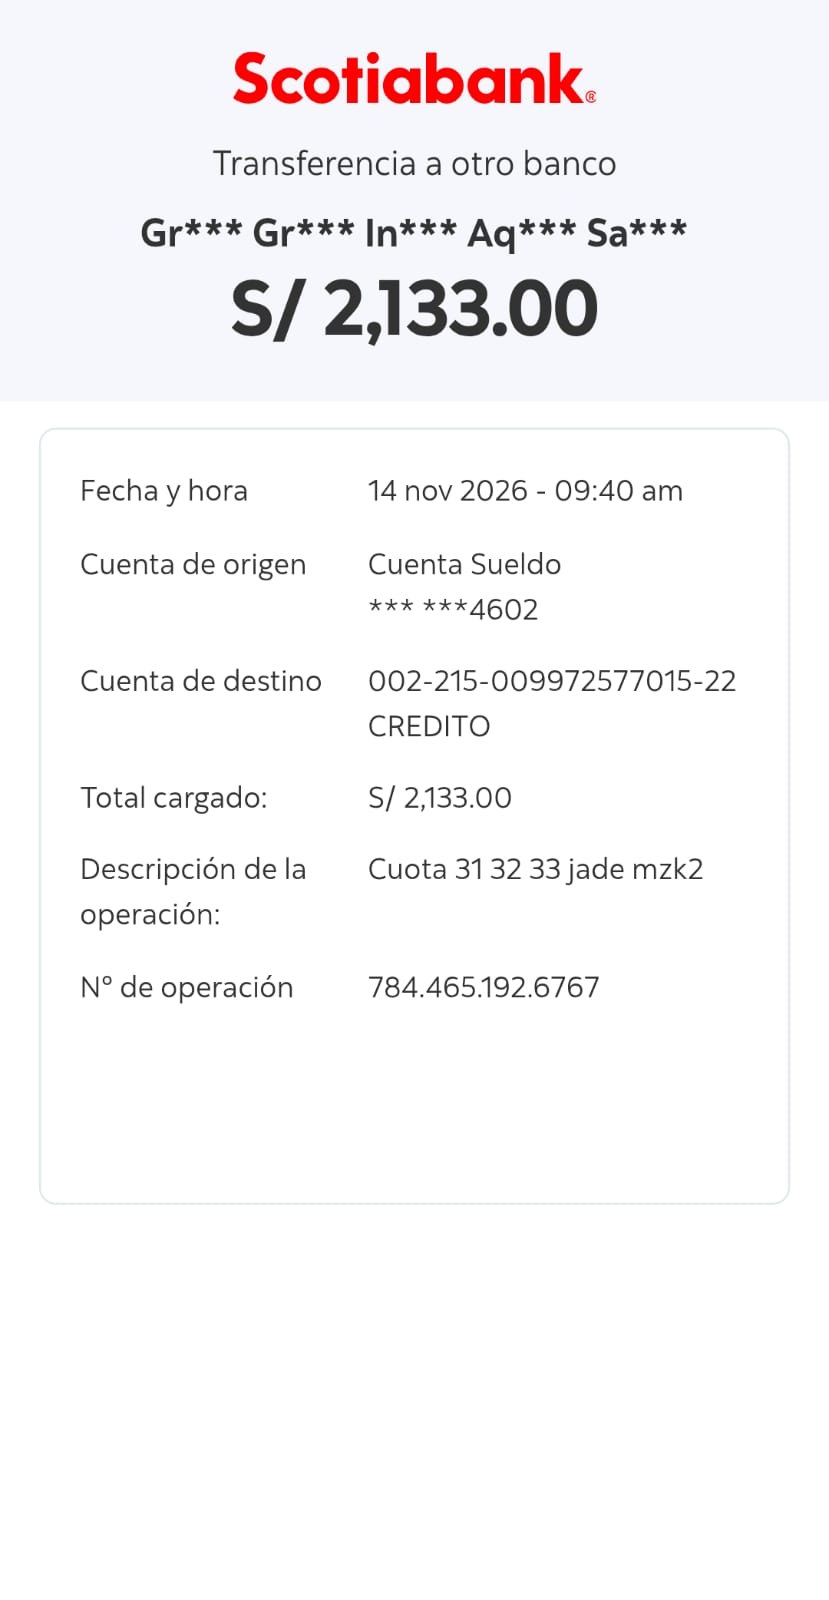 Scotiabank®
Transferencia a otro banco
Gr*** Gr*** In*** Aq*** Sa***
S/ 2,133.00
Fecha y hora 14 nov 2026 - 09:40 am
Cuenta de origen Cuenta Sueldo
*** ***4602
Cuenta de destino 002-215-009972577015-22
CREDITO
Total cargado: S/ 2,133.00
Descripción de la Cuota 31 32 33 jade mzk2
operación:
N° de operación 784.465.192.6767